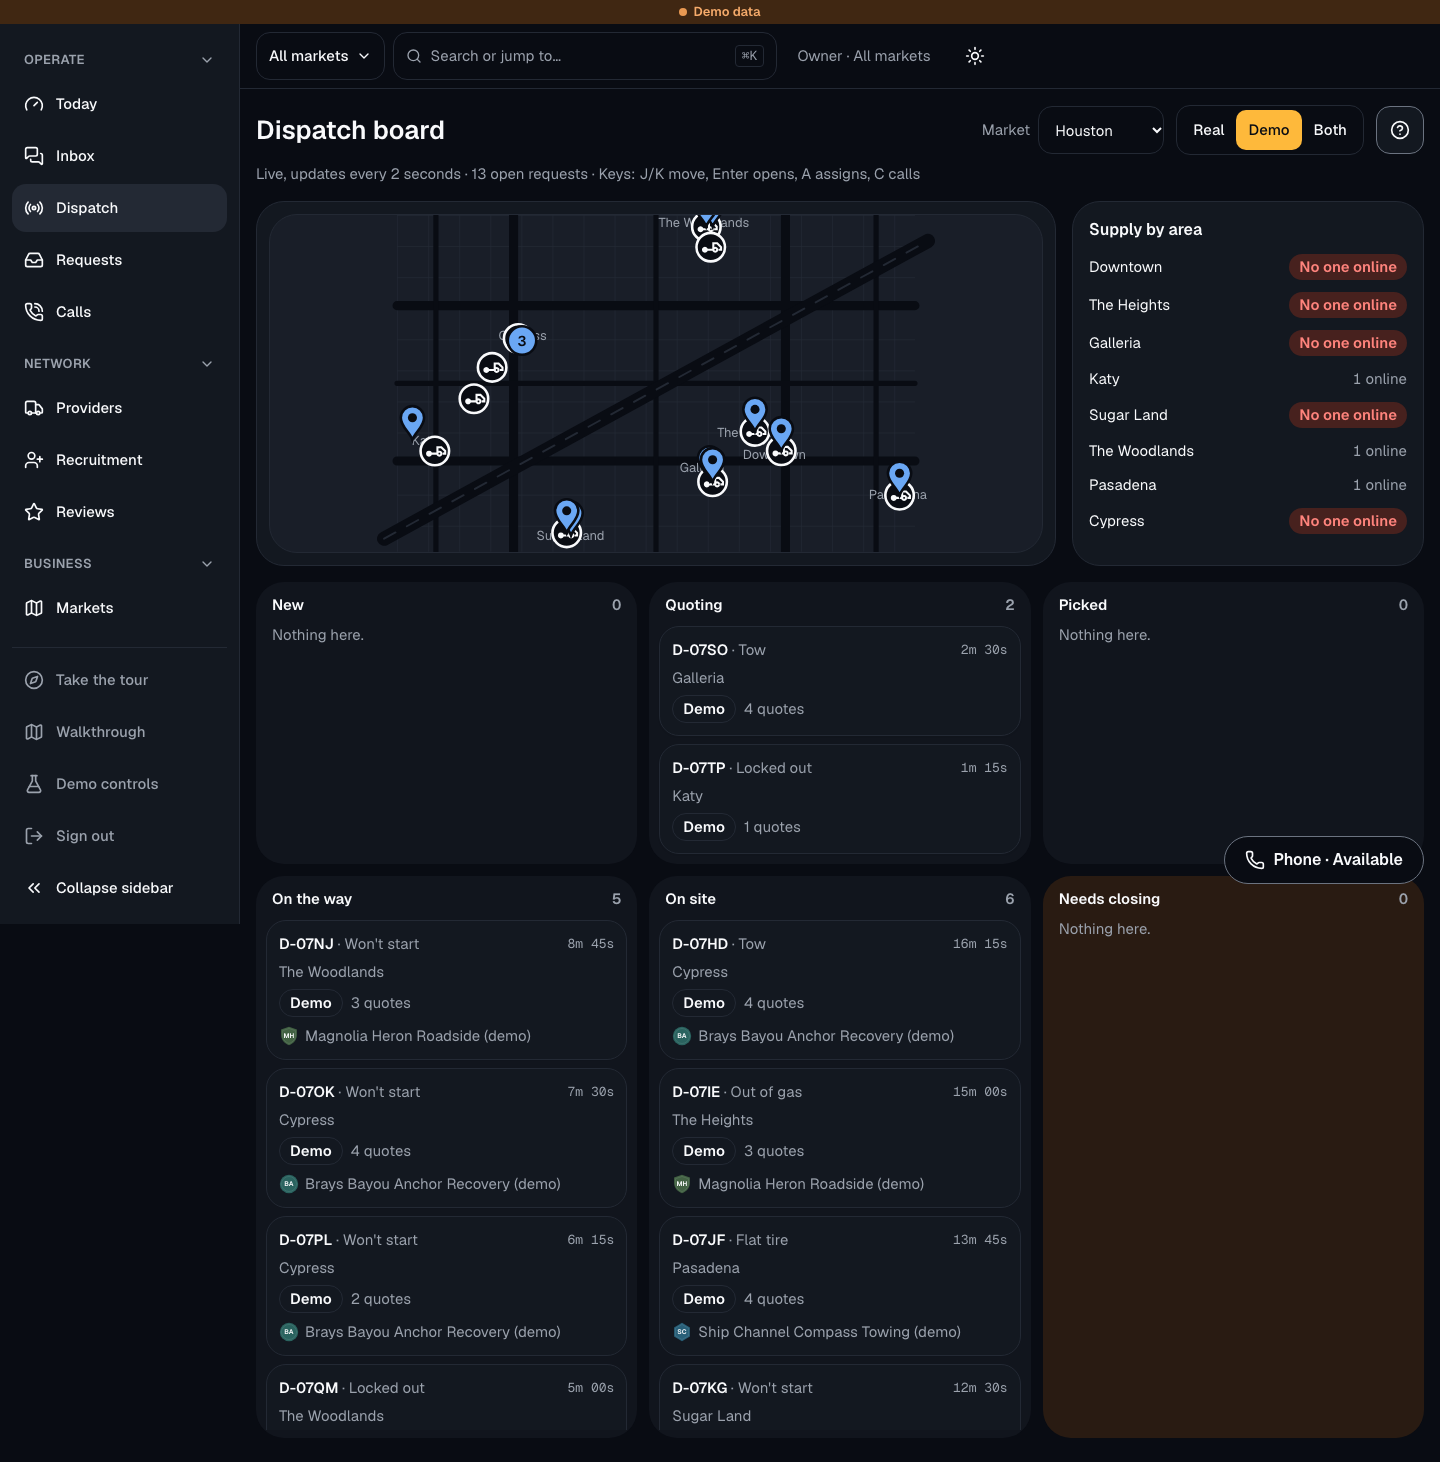 Demo data
OPERATE
Today
Inbox
Dispatch
Requests
Calls
NETWORK
Providers
Recruitment
Reviews
BUSINESS
Markets
Take the tour
Walkthrough
Demo controls
Sign out
Collapse sidebar
All markets
Search or jump to…
⌘K
Owner · All markets
Dispatch board
Market
Houston
Real
Demo
Both
Live, updates every 2 seconds · 13 open requests · Keys: J/K move, Enter opens, A assigns, C calls
3
The
Supply by area
Downtown No one online
The Heights No one online
Galleria No one online
Katy 1 online
Sugar Land No one online
The Woodlands 1 online
Pasadena 1 online
Cypress No one online
New 0
Nothing here.
Quoting 2
D-07SO · Tow 2m 30s
Galleria
Demo 4 quotes
D-07TP · Locked out 1m 15s
Katy
Demo 1 quotes
Picked 0
Nothing here.
Phone · Available
On the way 5
D-07NJ · Won't start 8m 45s
The Woodlands
Demo 3 quotes
MH Magnolia Heron Roadside (demo)
D-07OK · Won't start 7m 30s
Cypress
Demo 4 quotes
BA Brays Bayou Anchor Recovery (demo)
D-07PL · Won't start 6m 15s
Cypress
Demo 2 quotes
BA Brays Bayou Anchor Recovery (demo)
D-07QM · Locked out 5m 00s
The Woodlands
On site 6
D-07HD · Tow 16m 15s
Cypress
Demo 4 quotes
BA Brays Bayou Anchor Recovery (demo)
D-07IE · Out of gas 15m 00s
The Heights
Demo 3 quotes
MH Magnolia Heron Roadside (demo)
D-07JF · Flat tire 13m 45s
Pasadena
Demo 4 quotes
SC Ship Channel Compass Towing (demo)
D-07KG · Won't start 12m 30s
Sugar Land
Needs closing 0
Nothing here.